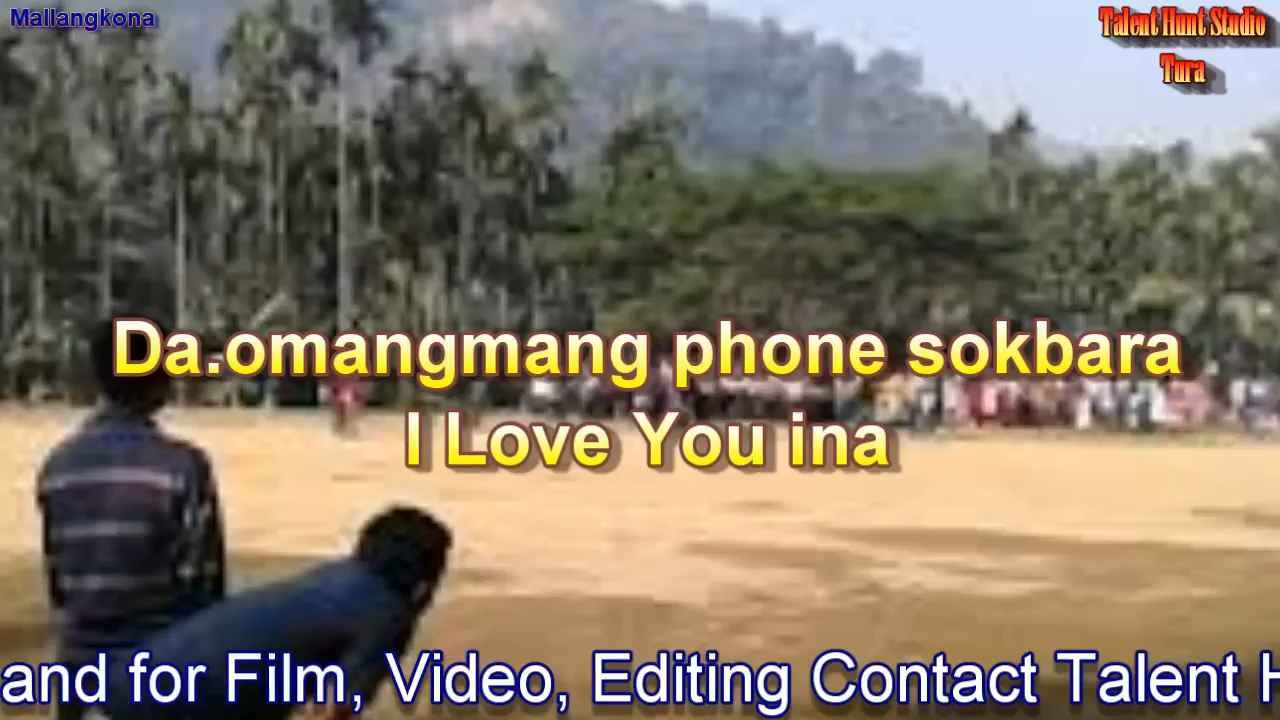 Mallangkona
Talent Hunt Studio
Tura
Da.omangmang phone sokbara
I Love You ina
and for Film, Video, Editing Contact Talent H